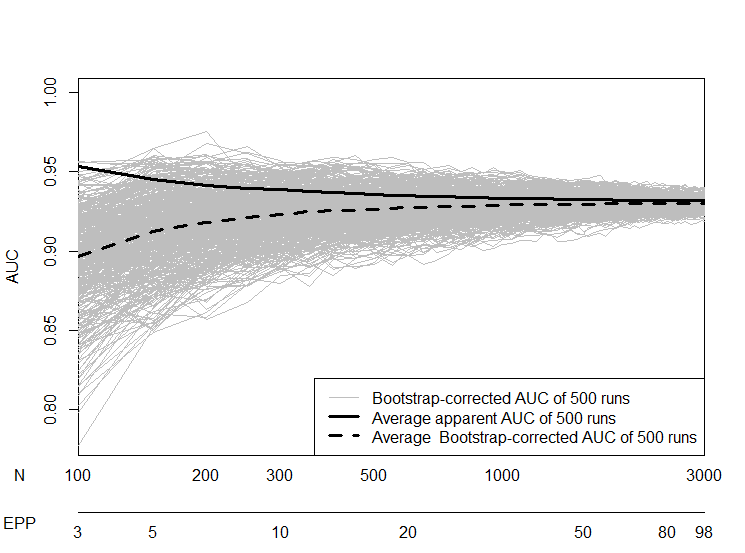 1.00
0.95
0.90
0.85
0.80
AUC
Bootstrap-corrected AUC of 500 runs
Average apparent AUC of 500 runs
Average  Bootstrap-corrected AUC of 500 runs
N 100 200 300 500 1000 3000
EPP 3 5 10 20 50 80 98